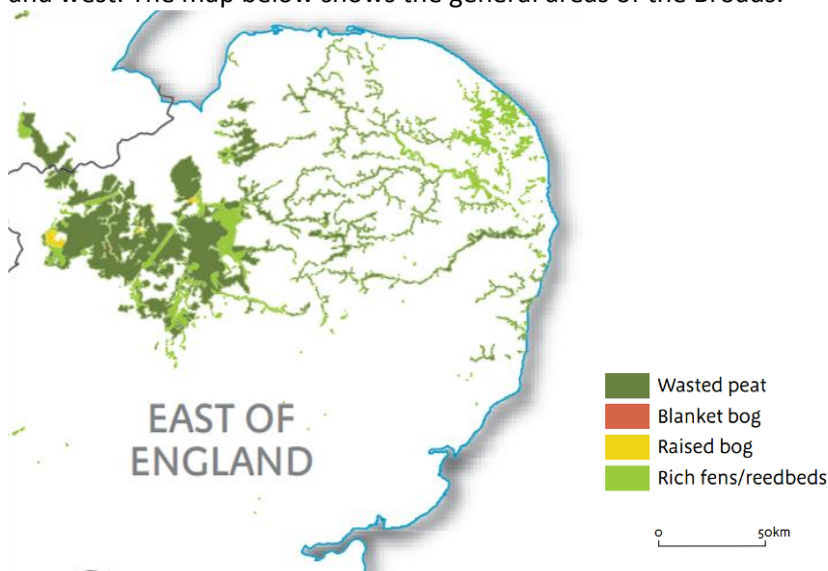 and west. The map below shows the general areas of the Broads.
EAST OF
ENGLAND
Wasted peat
Blanket bog
Raised bog
Rich fens/reedbeds
0 50km